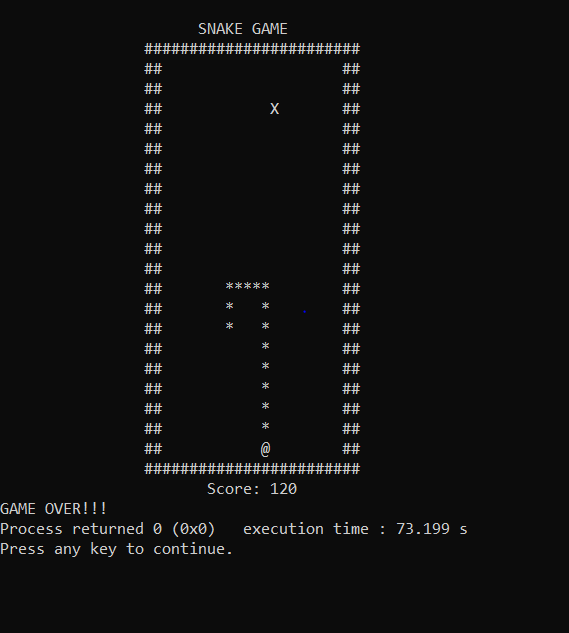 SNAKE GAME
########################
##                    ##
##                    ##
##            X       ##
##                    ##
##                    ##
##                    ##
##                    ##
##                    ##
##                    ##
##                    ##
##                    ##
##       *****        ##
##       *   *        ##
##       *   *        ##
##           *        ##
##           *        ##
##           *        ##
##           *        ##
##           *        ##
##           @        ##
########################
Score: 120
GAME OVER!!!
Process returned 0 (0x0)   execution time : 73.199 s
Press any key to continue.